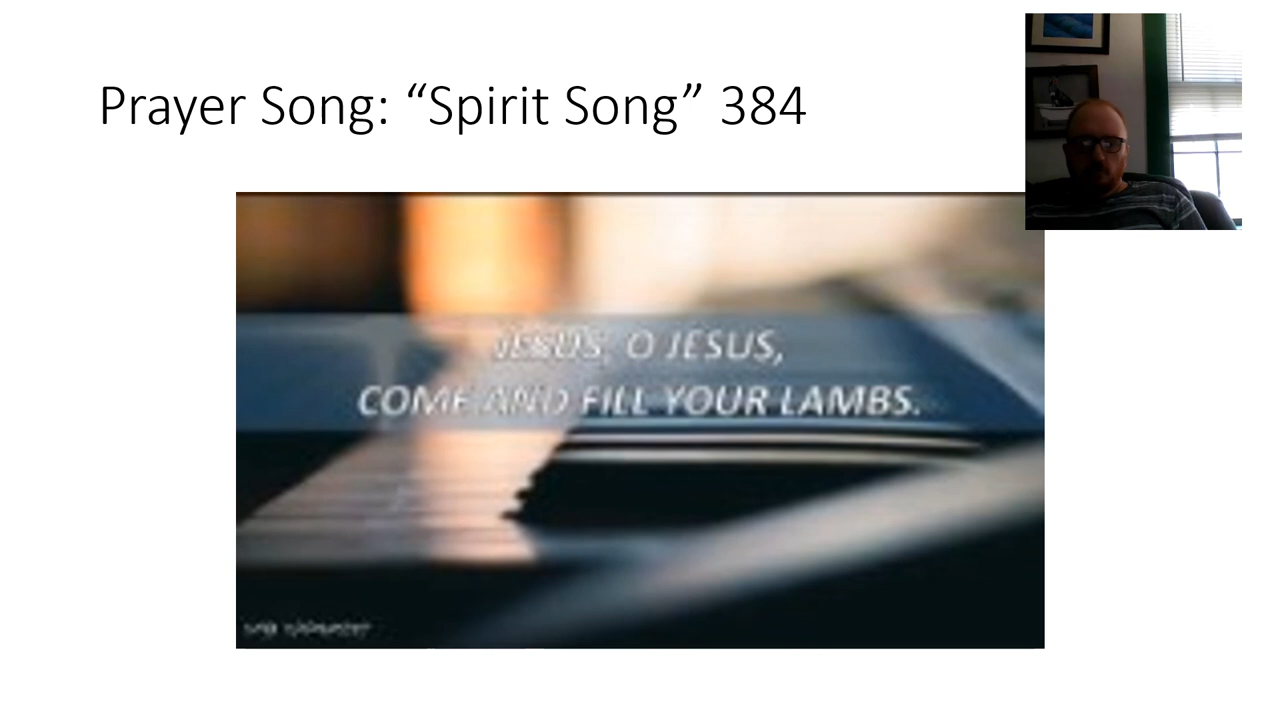 Prayer Song: “Spirit Song” 384
JESUS, O JESUS,
COME AND FILL YOUR LAMBS.